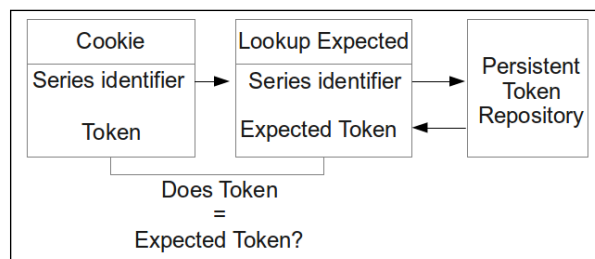 Cookie
Series identifier
Token
Lookup Expected
Series identifier
Expected Token
Persistent
Token
Repository
Does Token
=
Expected Token?